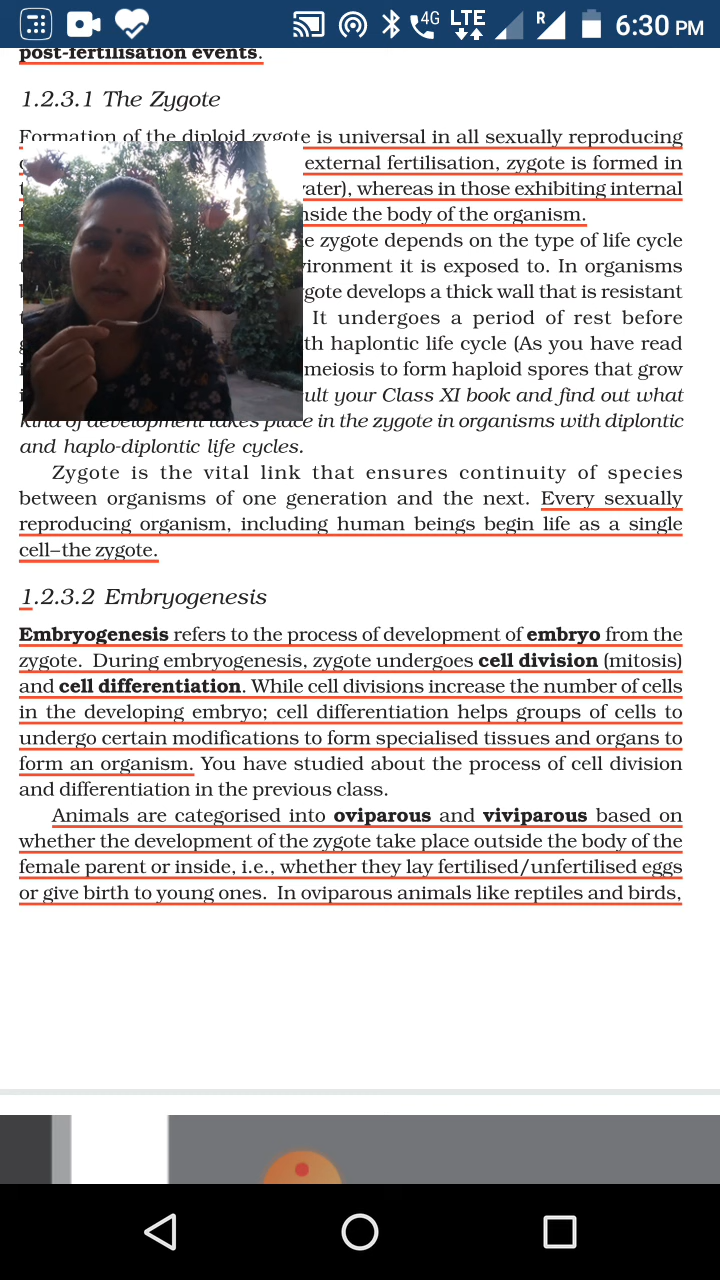 4G LTE R 6:30 PM
post-fertilisation events.
1.2.3.1 The Zygote
Formation of the diploid zygote is universal in all sexually reproducing
external fertilisation, zygote is formed in
whereas in those exhibiting internal
the body of the organism.
zygote depends on the type of life cycle
it is exposed to. In organisms
develops a thick wall that is resistant
It undergoes a period of rest before
haplontic life cycle (As you have read
meiosis to form haploid spores that grow
your Class XI book and find out what
kind of development takes place in the zygote in organisms with diplontic
and haplo-diplontic life cycles.
Zygote is the vital link that ensures continuity of species
between organisms of one generation and the next. Every sexually
reproducing organism, including human beings begin life as a single
cell–the zygote.
1.2.3.2 Embryogenesis
Embryogenesis refers to the process of development of embryo from the
zygote. During embryogenesis, zygote undergoes cell division (mitosis)
and cell differentiation. While cell divisions increase the number of cells
in the developing embryo; cell differentiation helps groups of cells to
undergo certain modifications to form specialised tissues and organs to
form an organism. You have studied about the process of cell division
and differentiation in the previous class.
Animals are categorised into oviparous and viviparous based on
whether the development of the zygote take place outside the body of the
female parent or inside, i.e., whether they lay fertilised/unfertilised eggs
or give birth to young ones. In oviparous animals like reptiles and birds,